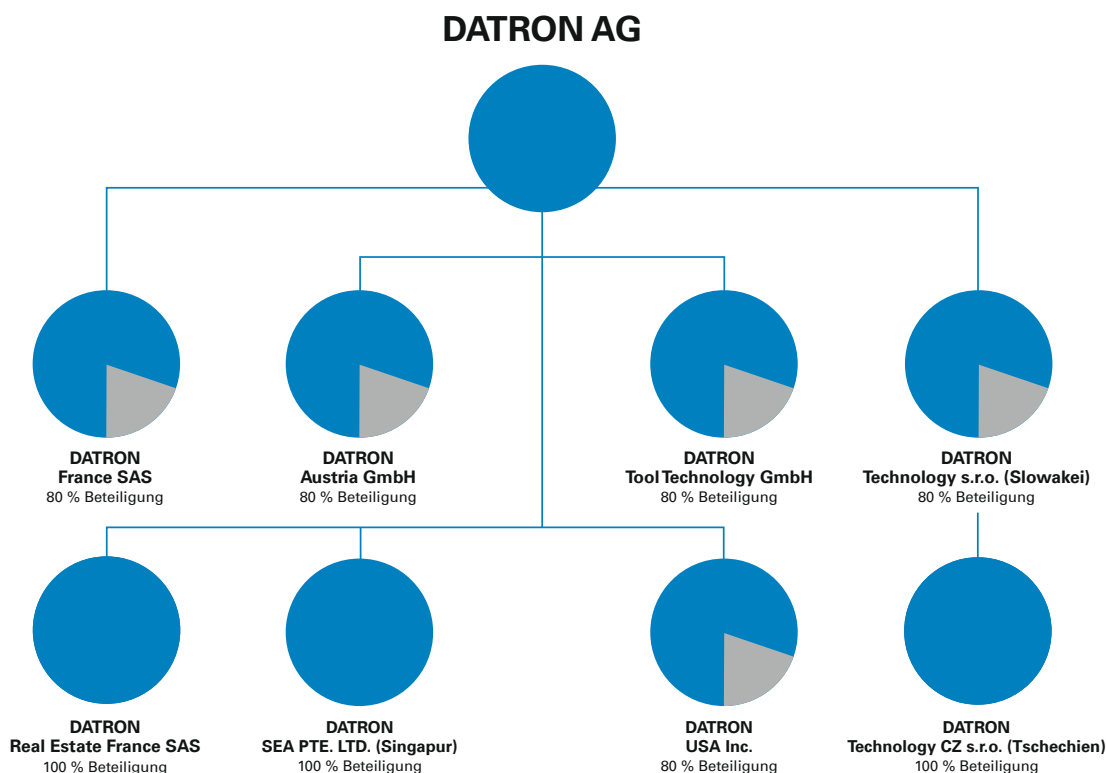 DATRON AG
DATRON
France SAS
80 % Beteiligung
DATRON
Austria GmbH
80 % Beteiligung
DATRON
Tool Technology GmbH
80 % Beteiligung
DATRON
Technology s.r.o. (Slowakei)
80 % Beteiligung
DATRON
Real Estate France SAS
100 % Beteiligung
DATRON
SEA PTE. LTD. (Singapur)
100 % Beteiligung
DATRON
USA Inc.
80 % Beteiligung
DATRON
Technology CZ s.r.o. (Tschechien)
100 % Beteiligung